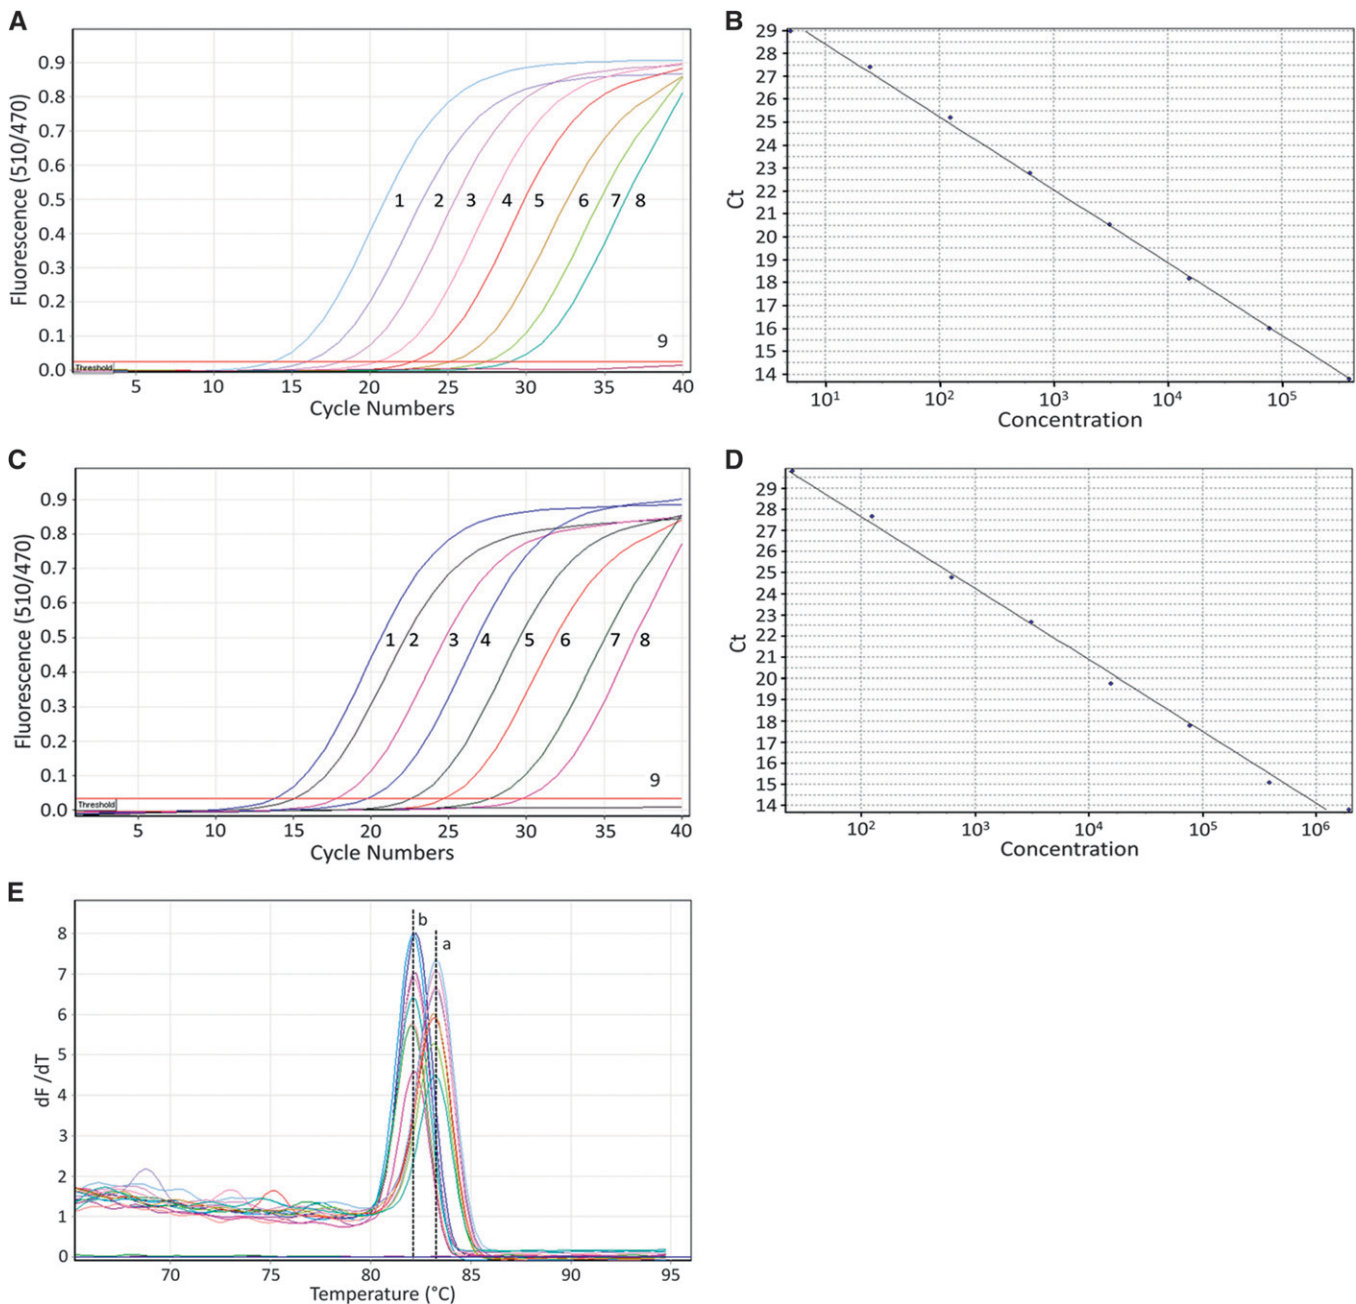 A
Fluorescence (510/470)
0.9
0.8
0.7
0.6
0.5
0.4
0.3
0.2
0.1
0.0
1 2 3 4 5 6 7 8
9
Threshold
5 10 15 20 25 30 35 40
Cycle Numbers
B
Ct
29
28
27
26
25
24
23
22
21
20
19
18
17
16
15
14
10¹ 10² 10³ 10⁴ 10⁵
Concentration
C
Fluorescence (510/470)
0.9
0.8
0.7
0.6
0.5
0.4
0.3
0.2
0.1
0.0
1 2 3 4 5 6 7 8
9
Threshold
5 10 15 20 25 30 35 40
Cycle Numbers
D
Ct
29
28
27
26
25
24
23
22
21
20
19
18
17
16
15
14
10² 10³ 10⁴ 10⁵ 10⁶
Concentration
E
dF/dT
8
7
6
5
4
3
2
1
0
b
a
70 75 80 85 90 95
Temperature (°C)